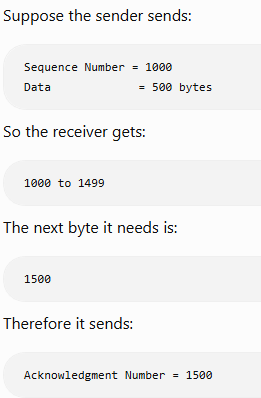 Suppose the sender sends:
Sequence Number = 1000
Data            = 500 bytes
So the receiver gets:
1000 to 1499
The next byte it needs is:
1500
Therefore it sends:
Acknowledgment Number = 1500